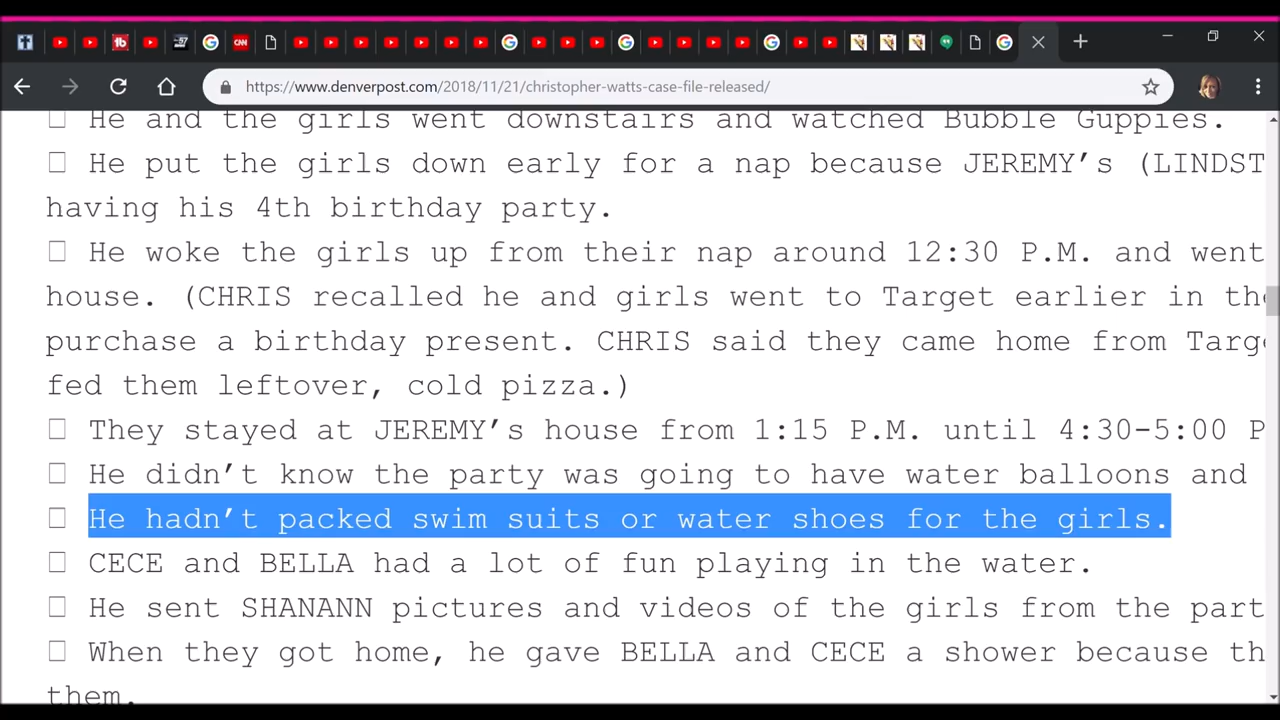 https://www.denverpost.com/2018/11/21/christopher-watts-case-file-released/
He and the girls went downstairs and watched Bubble Guppies.
He put the girls down early for a nap because JEREMY’s (LINDST
having his 4th birthday party.
He woke the girls up from their nap around 12:30 P.M. and went
house. (CHRIS recalled he and girls went to Target earlier in the
purchase a birthday present. CHRIS said they came home from Targe
fed them leftover, cold pizza.)
They stayed at JEREMY’s house from 1:15 P.M. until 4:30-5:00 P
He didn’t know the party was going to have water balloons and
He hadn’t packed swim suits or water shoes for the girls.
CECE and BELLA had a lot of fun playing in the water.
He sent SHANANN pictures and videos of the girls from the part
When they got home, he gave BELLA and CECE a shower because th
them.